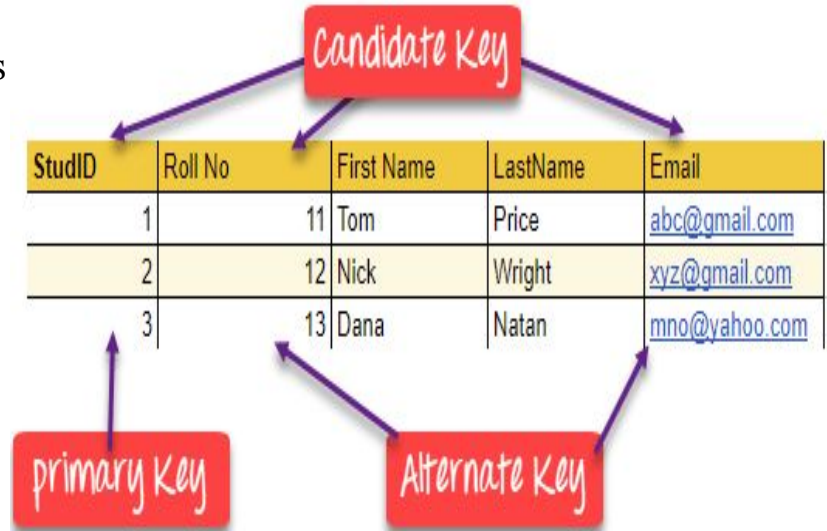 Candidate Key
s
StudID Roll No First Name LastName Email
1 11 Tom Price abc@gmail.com
2 12 Nick Wright xyz@gmail.com
3 13 Dana Natan mno@yahoo.com
primary Key Alternate Key